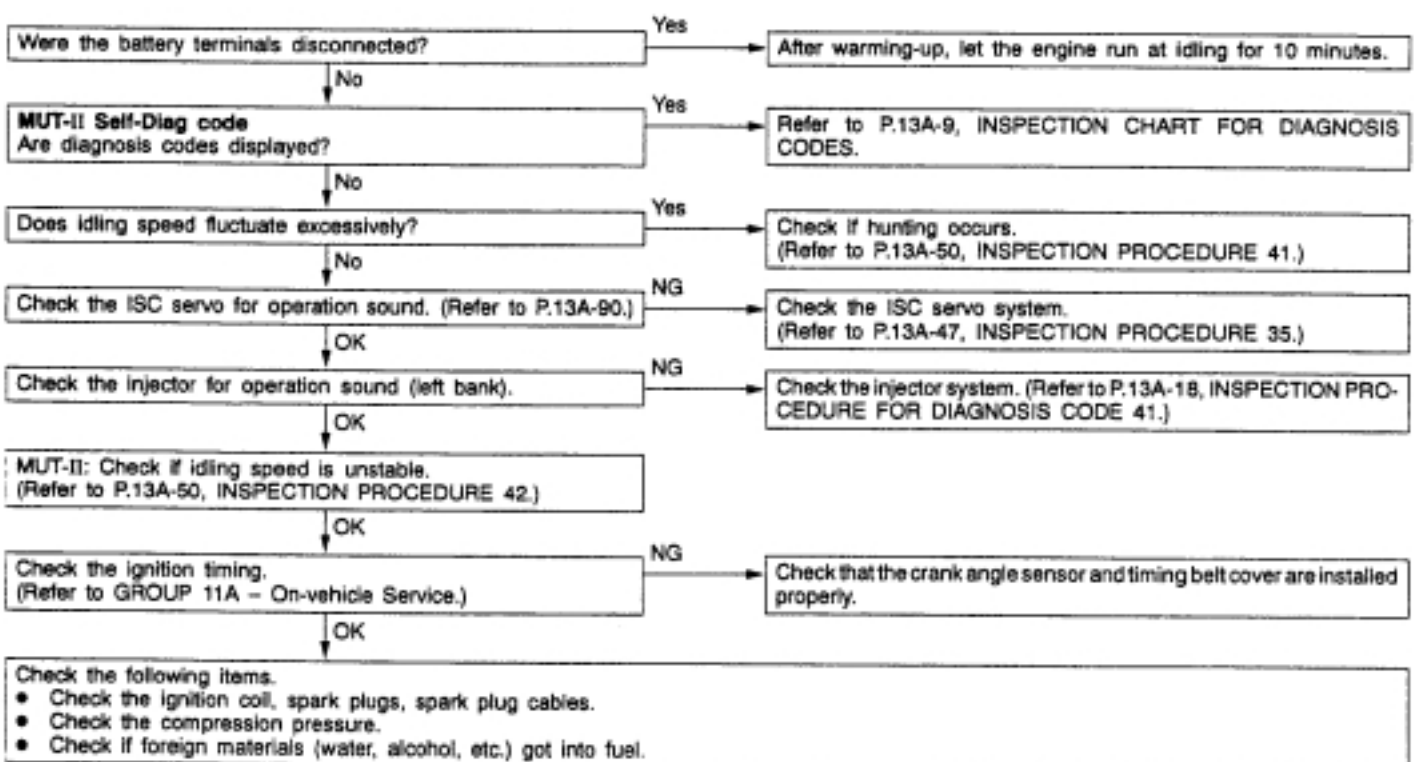 Were the battery terminals disconnected?
Yes
After warming-up, let the engine run at idling for 10 minutes.
No
MUT-II Self-Diag code
Are diagnosis codes displayed?
Yes
Refer to P.13A-9, INSPECTION CHART FOR DIAGNOSIS
CODES.
No
Does idling speed fluctuate excessively?
Yes
Check if hunting occurs.
(Refer to P.13A-50, INSPECTION PROCEDURE 41.)
No
Check the ISC servo for operation sound. (Refer to P.13A-90.)
NG
Check the ISC servo system.
(Refer to P.13A-47, INSPECTION PROCEDURE 35.)
OK
Check the injector for operation sound (left bank).
NG
Check the injector system. (Refer to P.13A-18, INSPECTION PRO-
CEDURE FOR DIAGNOSIS CODE 41.)
OK
MUT-II: Check if idling speed is unstable.
(Refer to P.13A-50, INSPECTION PROCEDURE 42.)
OK
Check the ignition timing.
(Refer to GROUP 11A – On-vehicle Service.)
NG
Check that the crank angle sensor and timing belt cover are installed
properly.
OK
Check the following items.
● Check the ignition coil, spark plugs, spark plug cables.
● Check the compression pressure.
● Check if foreign materials (water, alcohol, etc.) got into fuel.